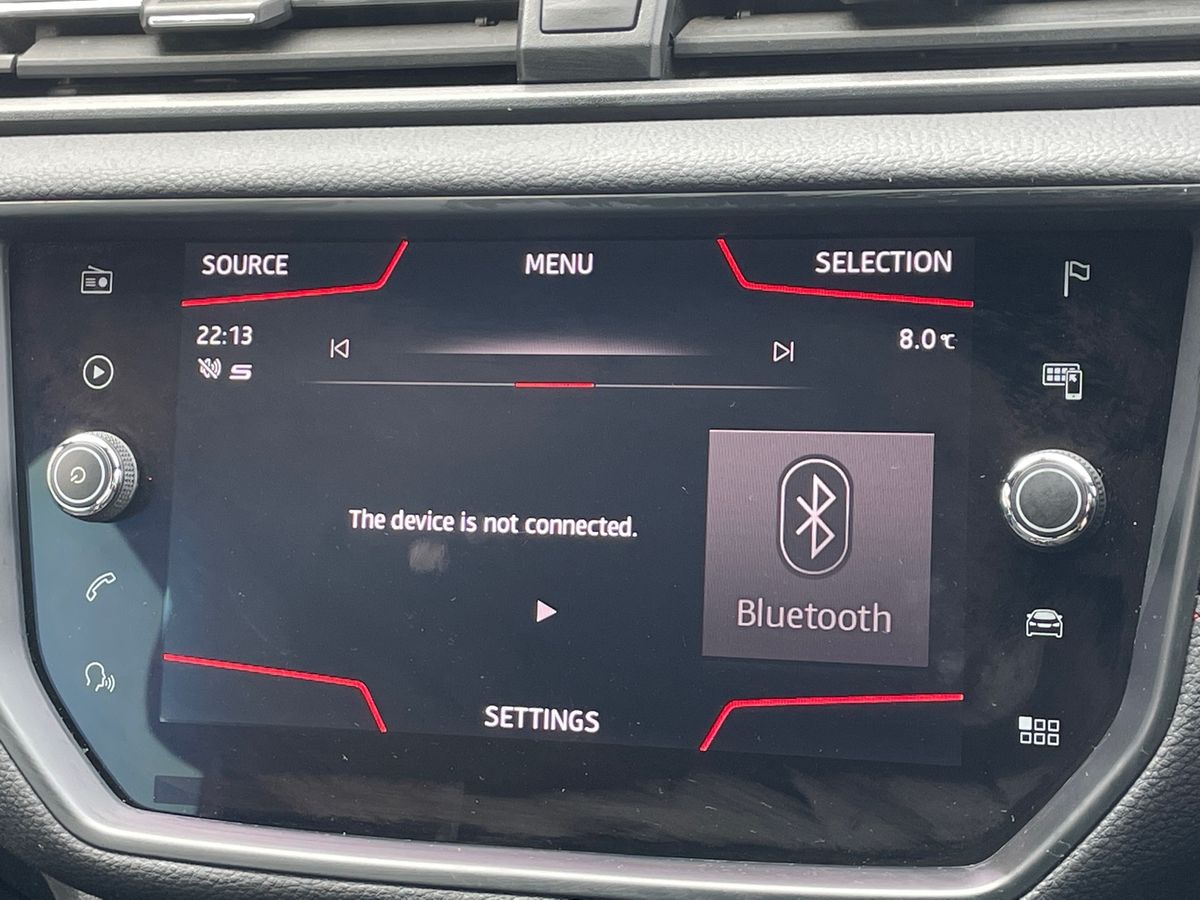 SOURCE MENU SELECTION
22:13 8.0°C
The device is not connected.
Bluetooth
SETTINGS